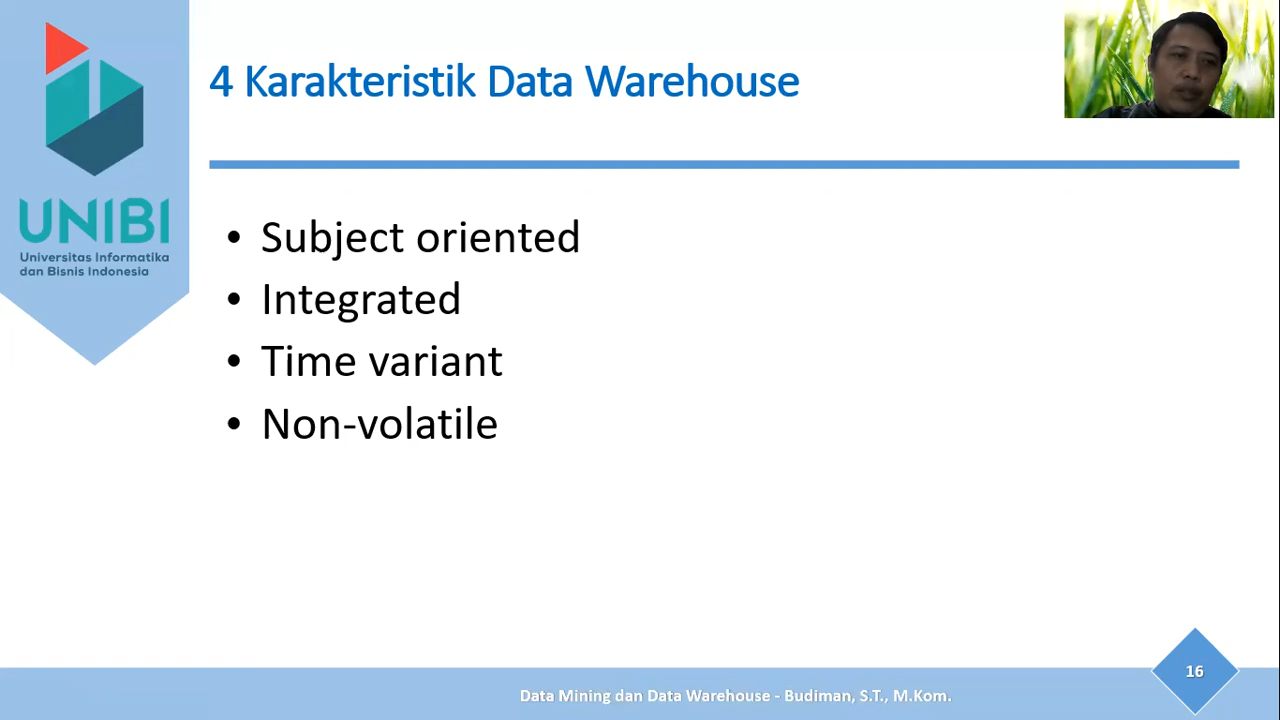 4 Karakteristik Data Warehouse
UNIBI
Universitas Informatika
dan Bisnis Indonesia
• Subject oriented
• Integrated
• Time variant
• Non-volatile
16
Data Mining dan Data Warehouse - Budiman, S.T., M.Kom.